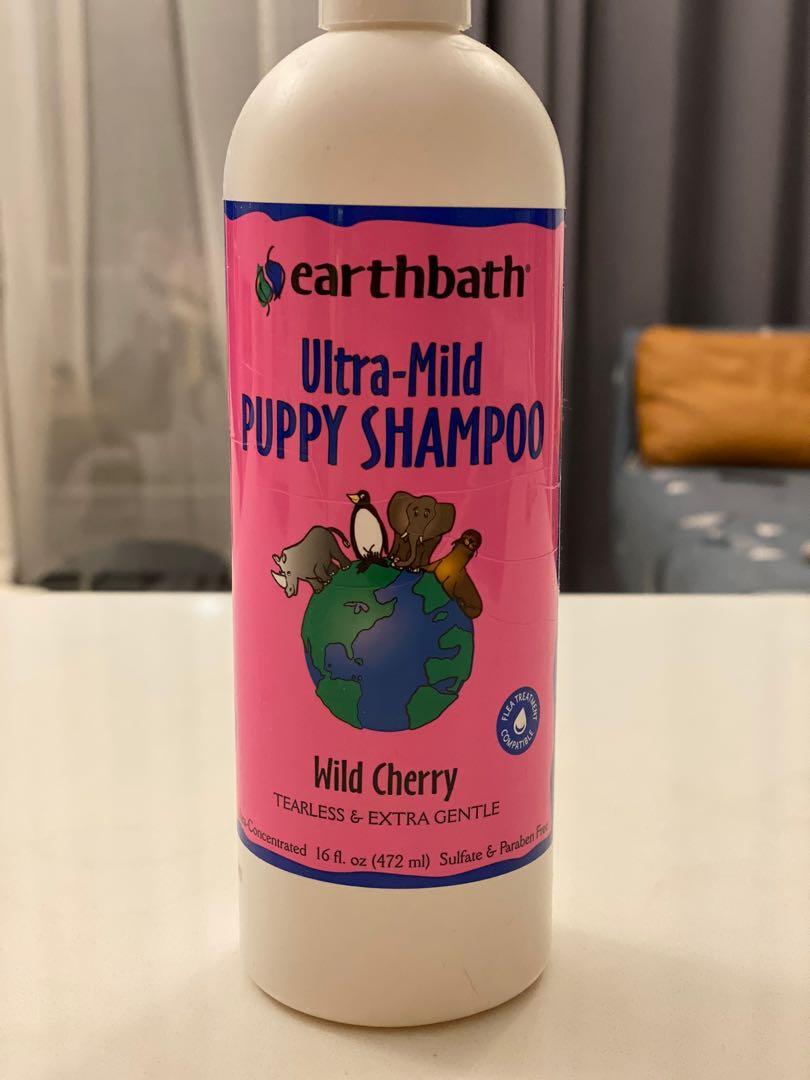 earthbath®
Ultra-Mild
PUPPY SHAMPOO
FLEA TREATMENT
COMPATIBLE
Wild Cherry
TEARLESS & EXTRA GENTLE
Concentrated 16 fl. oz (472 ml) Sulfate & Paraben Free